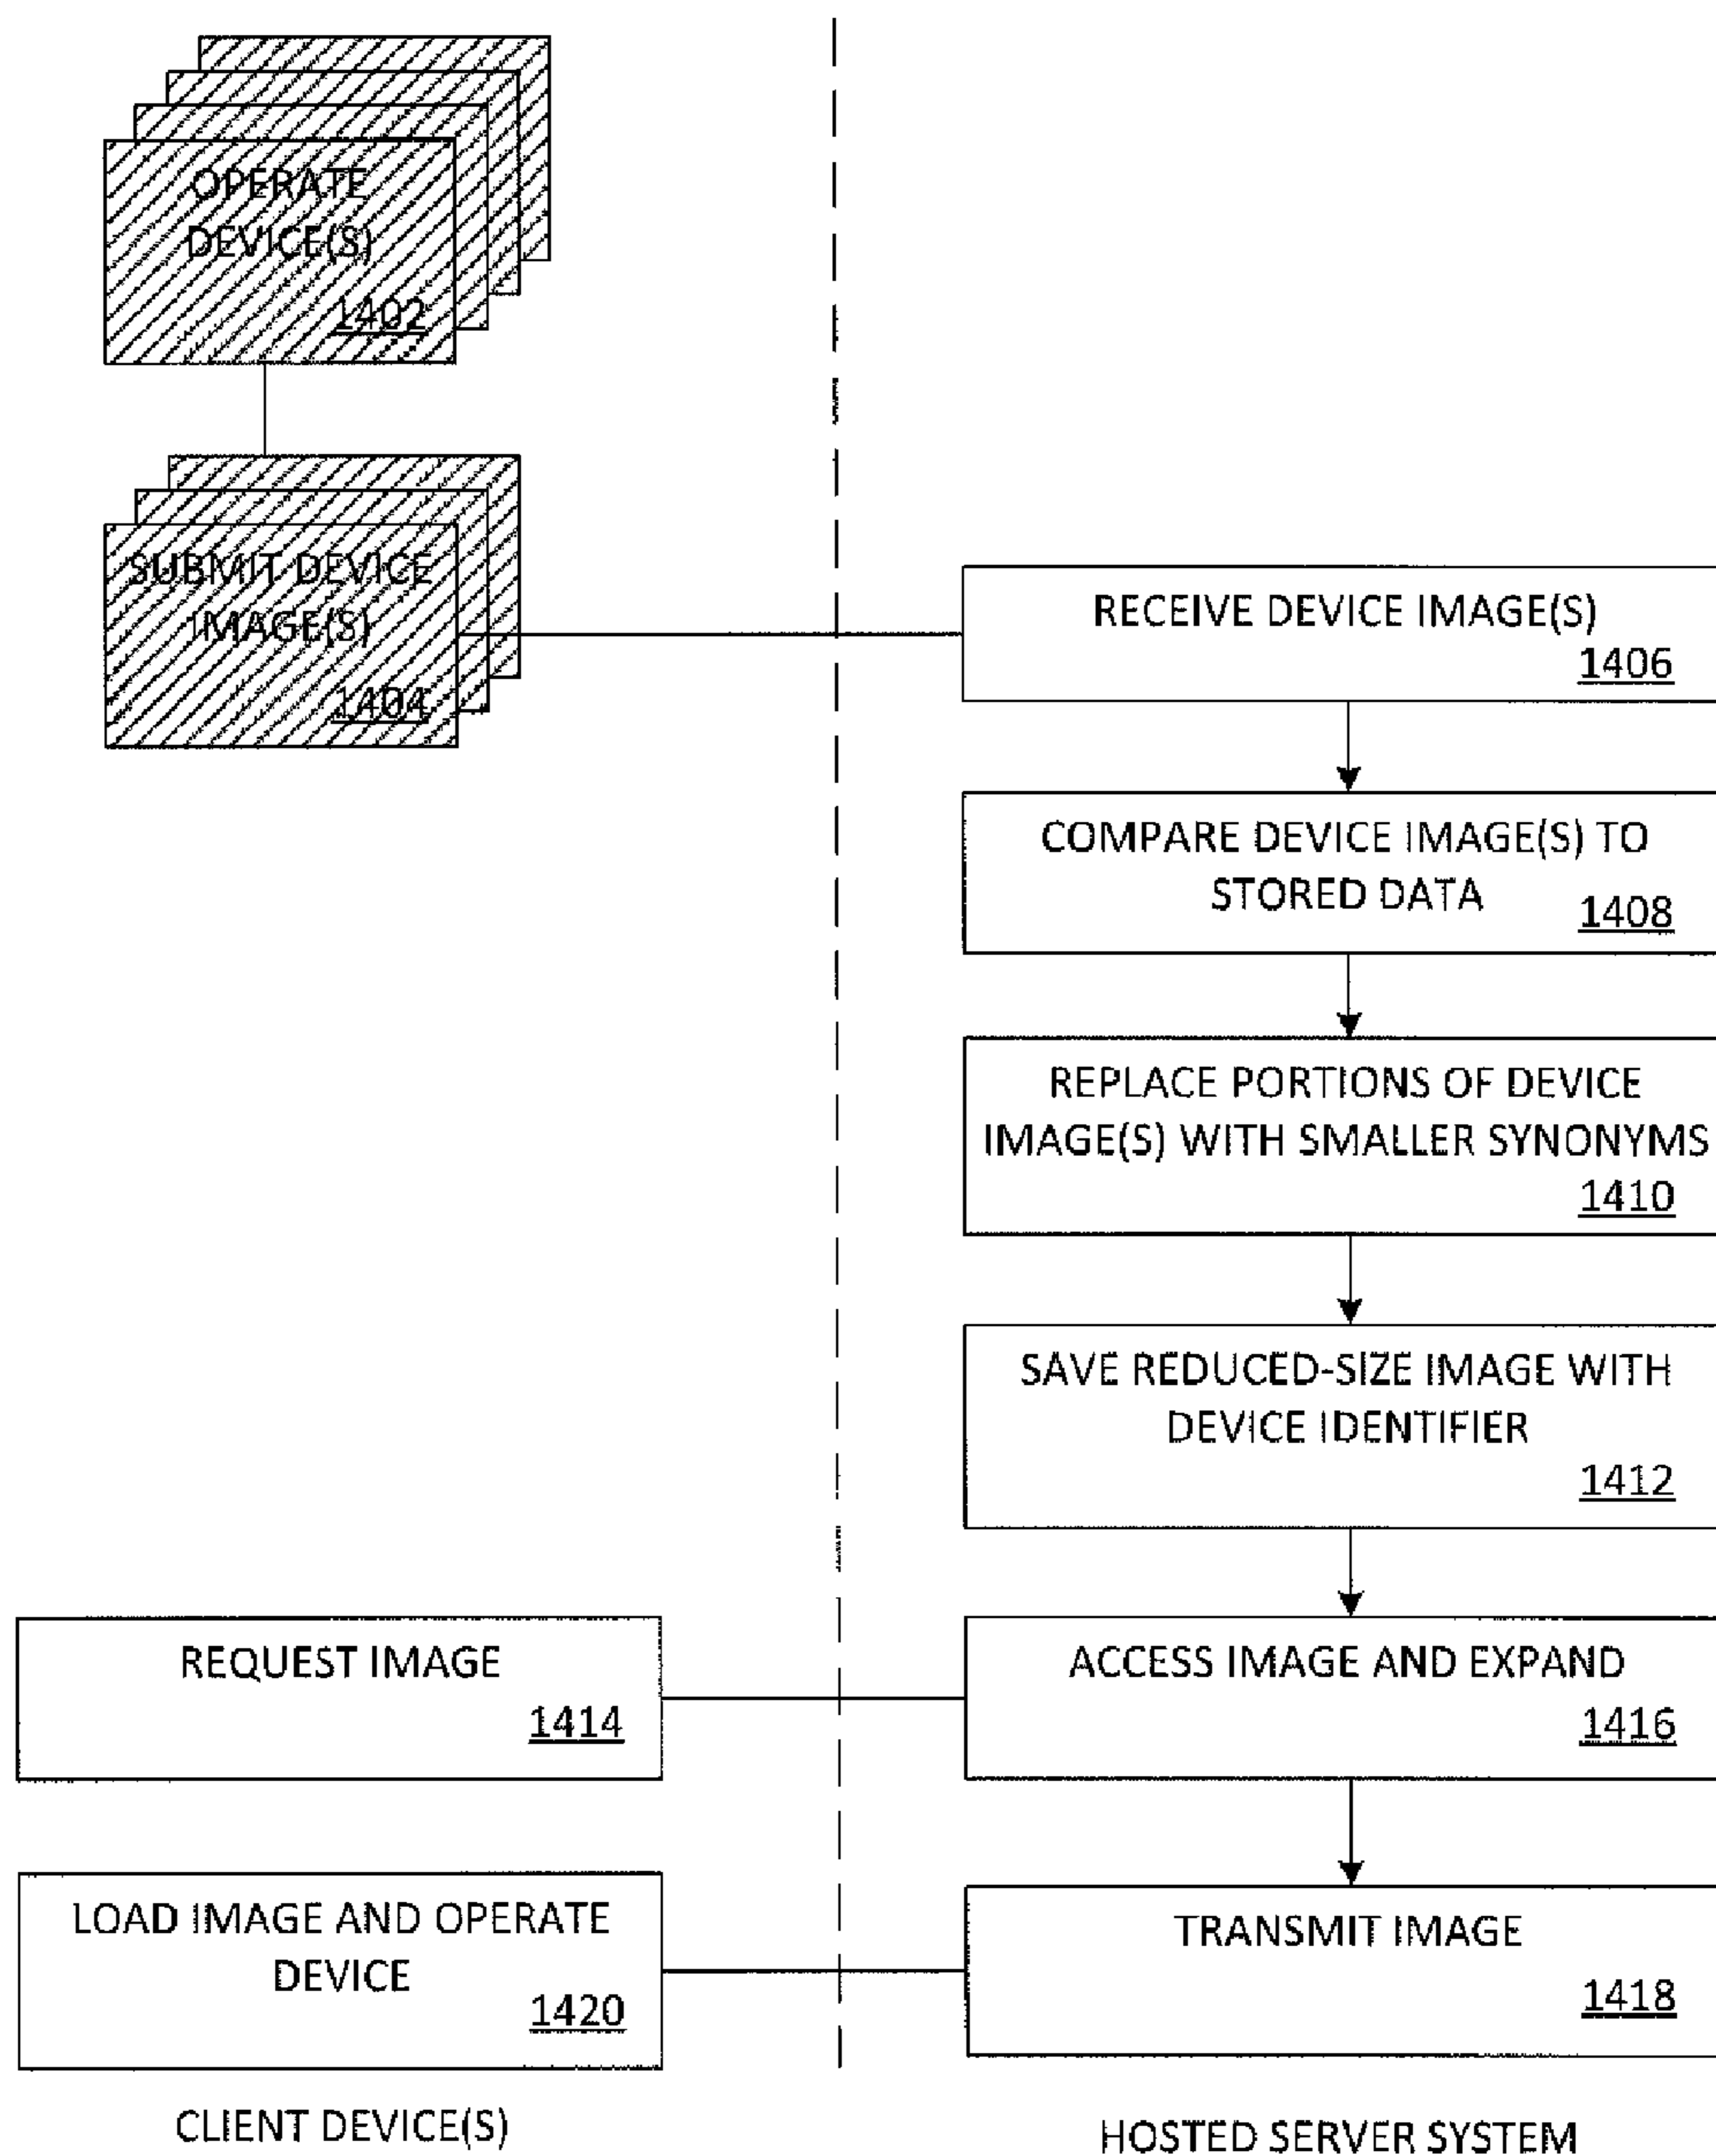 OPERATE
DEVICE(S)
1402
SUBMIT DEVICE
IMAGE(S)
1404
RECEIVE DEVICE IMAGE(S)
1406
COMPARE DEVICE IMAGE(S) TO
STORED DATA
1408
REPLACE PORTIONS OF DEVICE
IMAGE(S) WITH SMALLER SYNONYMS
1410
SAVE REDUCED-SIZE IMAGE WITH
DEVICE IDENTIFIER
1412
REQUEST IMAGE
1414
ACCESS IMAGE AND EXPAND
1416
LOAD IMAGE AND OPERATE
DEVICE
1420
TRANSMIT IMAGE
1418
CLIENT DEVICE(S)
HOSTED SERVER SYSTEM